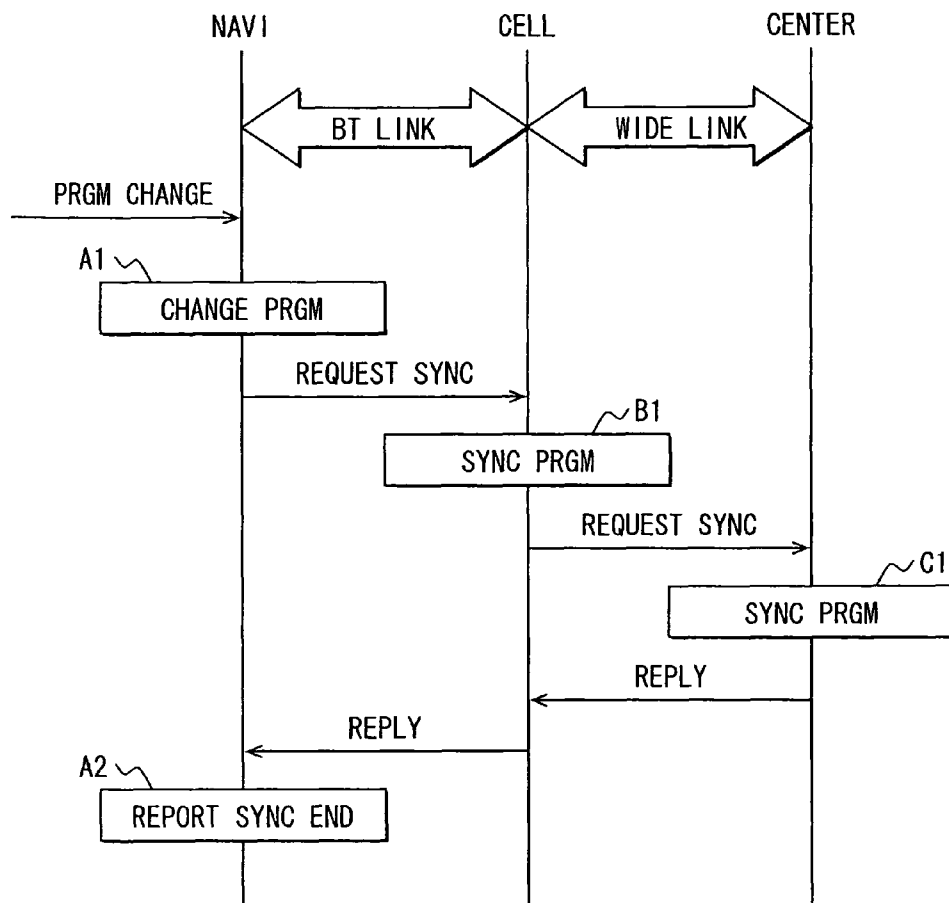 NAVI
CELL
CENTER
BT LINK
WIDE LINK
PRGM CHANGE
A1
CHANGE PRGM
REQUEST SYNC
B1
SYNC PRGM
REQUEST SYNC
C1
SYNC PRGM
REPLY
REPLY
A2
REPORT SYNC END